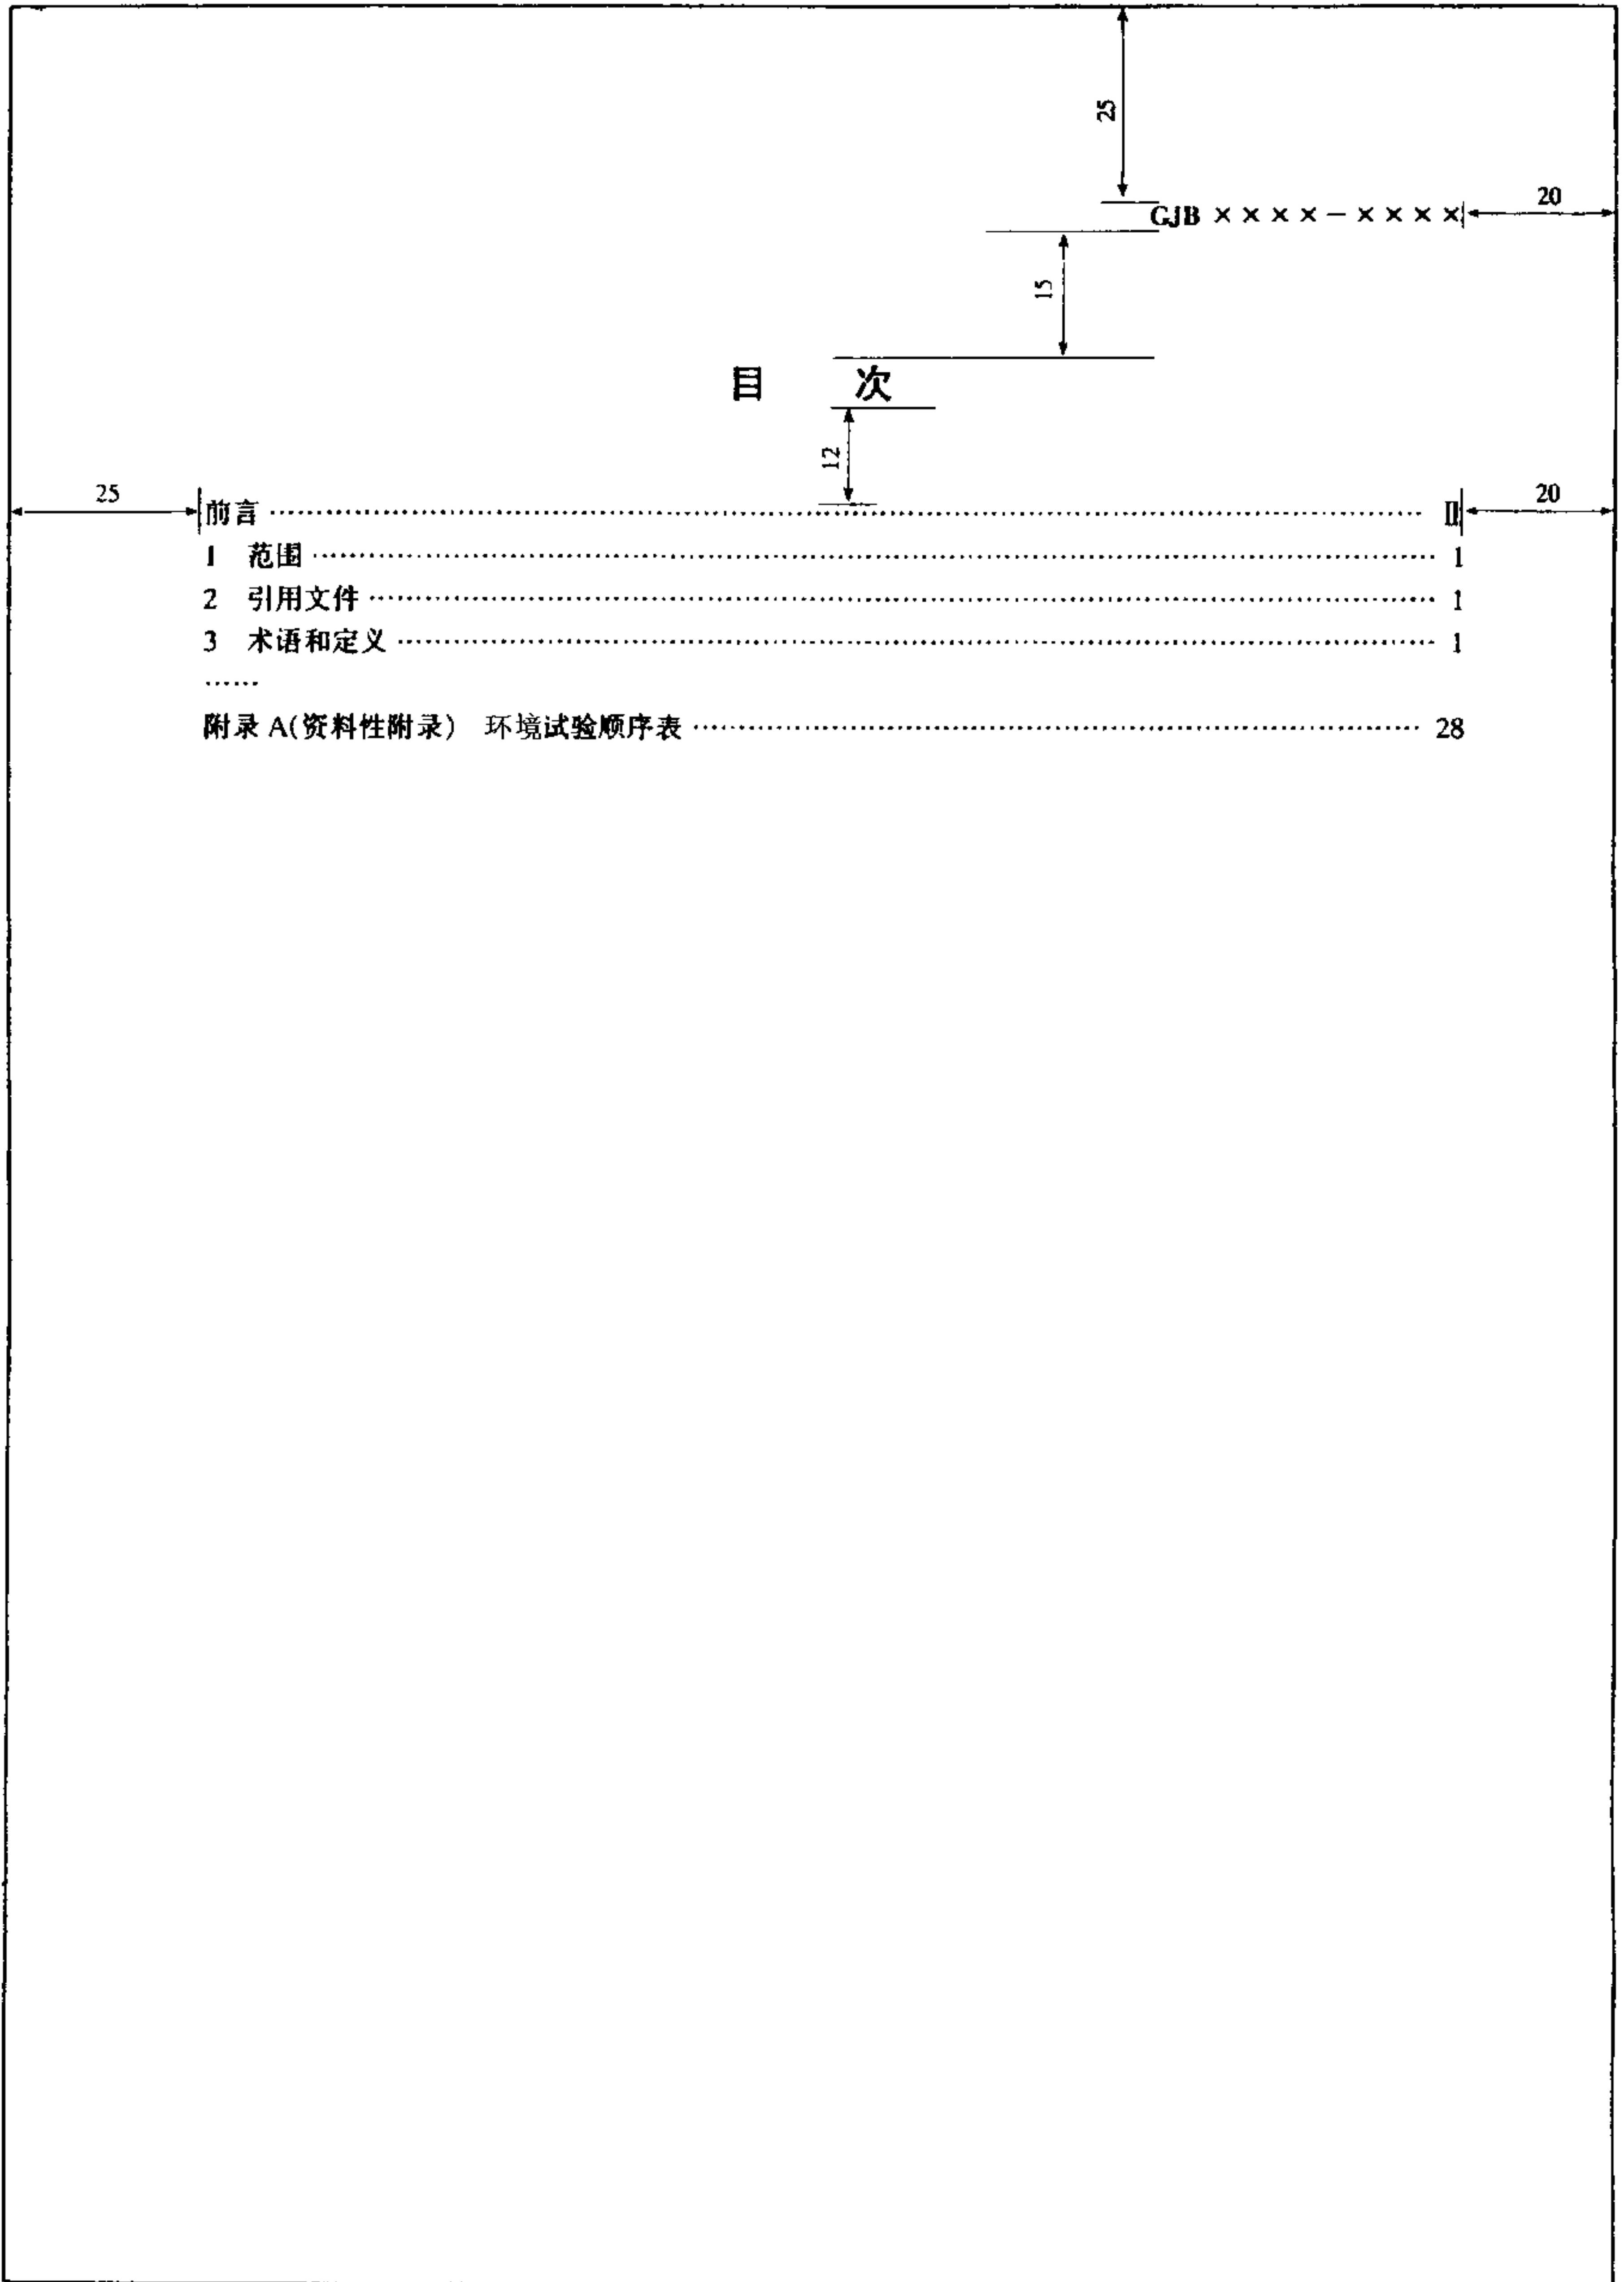 25
GJB ××××－×××× 20
15
目 次
12
25 前言 …………………………………………………………………… Ⅱ 20
1 范围 …………………………………………………………………… 1
2 引用文件 …………………………………………………………………… 1
3 术语和定义 …………………………………………………………………… 1
……
附录 A(资料性附录) 环境试验顺序表 …………………………………………………… 28